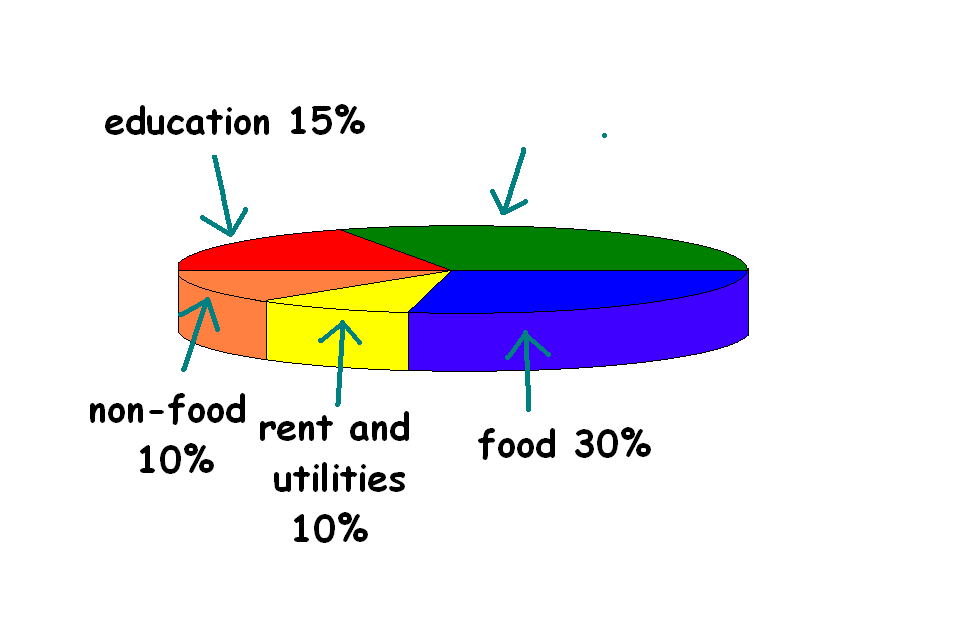 education 15%
non-food
10%
rent and
utilities
10%
food 30%